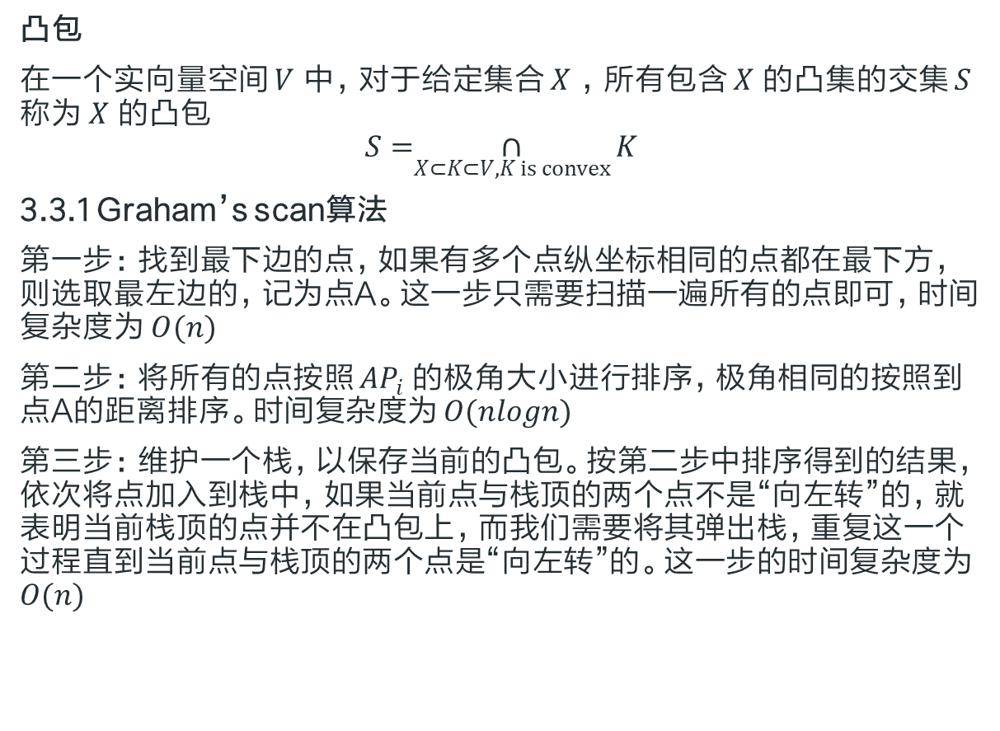 凸包
在一个实向量空间 V 中，对于给定集合 X ，所有包含 X 的凸集的交集 S
称为 X 的凸包
S = ∩ K
X⊂K⊂V,K is convex
3.3.1 Graham’s scan算法
第一步：找到最下边的点，如果有多个点纵坐标相同的点都在最下方，
则选取最左边的，记为点A。这一步只需要扫描一遍所有的点即可，时间
复杂度为 O(n)
第二步：将所有的点按照 APᵢ 的极角大小进行排序，极角相同的按照到
点A的距离排序。时间复杂度为 O(nlogn)
第三步：维护一个栈，以保存当前的凸包。按第二步中排序得到的结果，
依次将点加入到栈中，如果当前点与栈顶的两个点不是“向左转”的，就
表明当前栈顶的点并不在凸包上，而我们需要将其弹出栈，重复这一个
过程直到当前点与栈顶的两个点是“向左转”的。这一步的时间复杂度为
O(n)